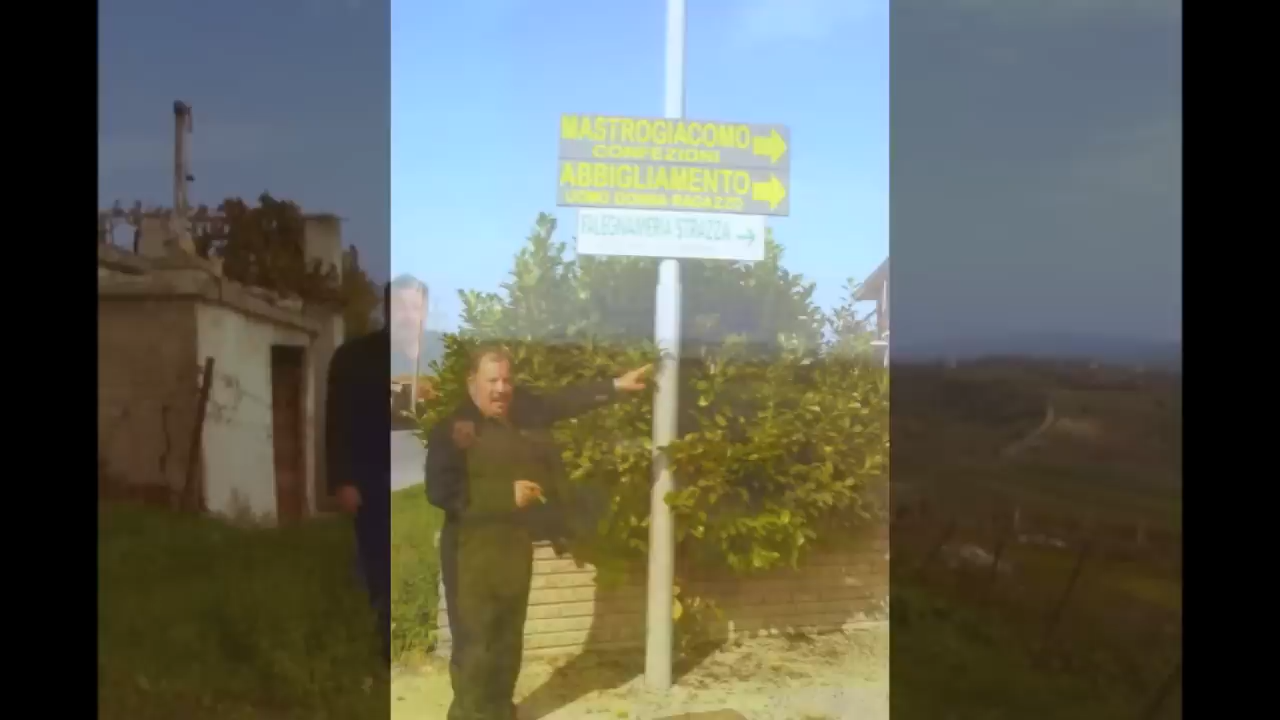 MASTROGIACOMO
CONFEZIONI
ABBIGLIAMENTO
UOMO DONNA RAGAZZO
FALEGNAMERIA STRAZZA